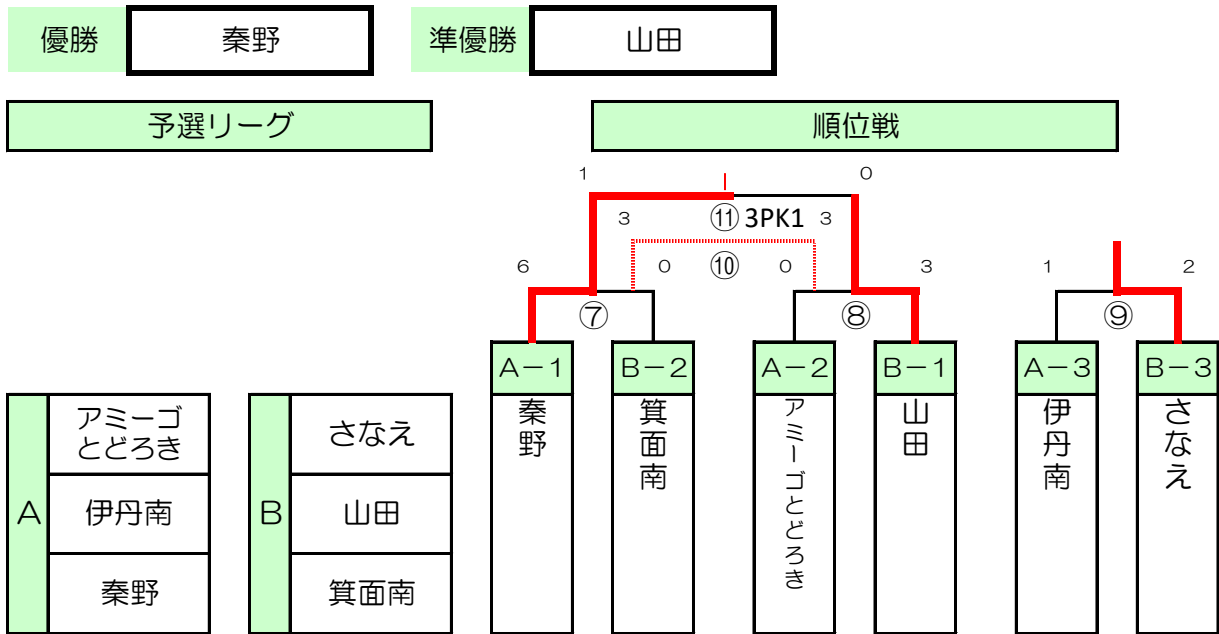 優勝 秦野 準優勝 山田
予選リーグ 順位戦
1 0
3 ⑪ 3PK1 3
6 0 ⑩ 0 3 1 2
⑦ ⑧ ⑨
A-1 B-2 A-2 B-1 A-3 B-3
秦野
箕面南
アミーゴとどろき
山田
伊丹南
さなえ
A
アミーゴ
とどろき
伊丹南
秦野
B
さなえ
山田
箕面南